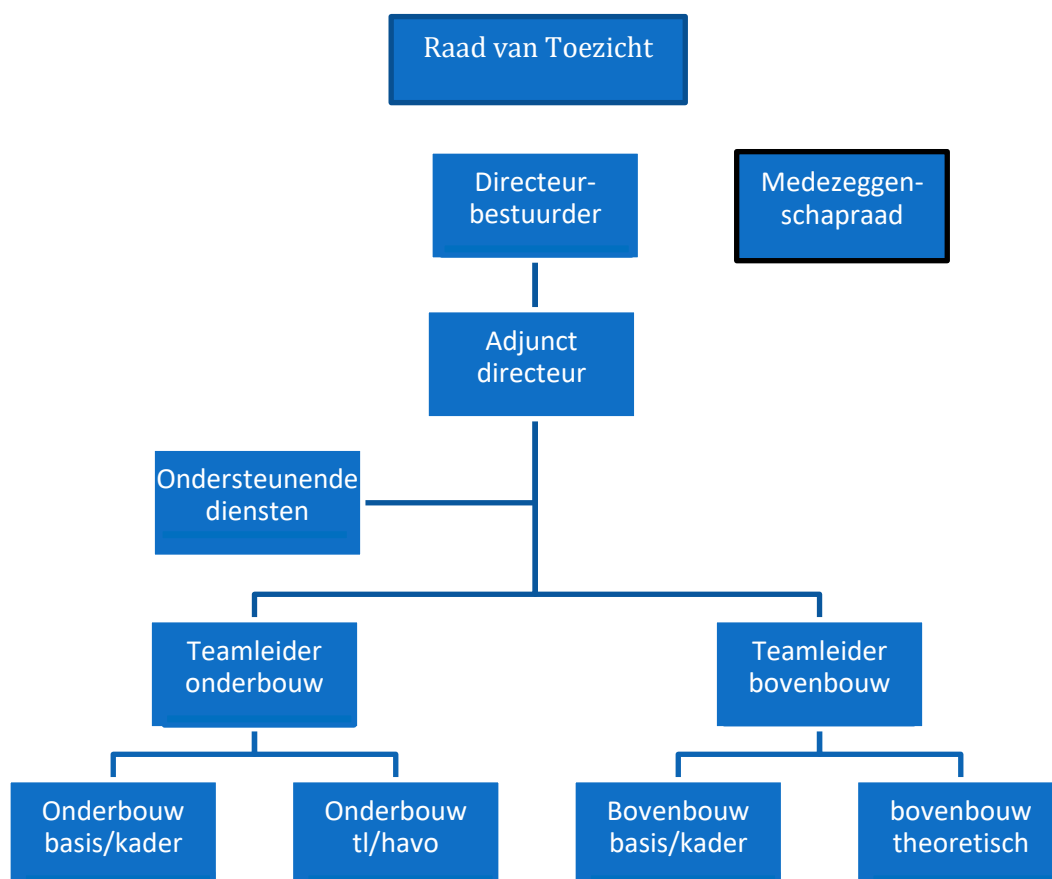 Raad van Toezicht
Directeur-
bestuurder
Medezeggen-
schapraad
Adjunct
directeur
Ondersteunende
diensten
Teamleider
onderbouw
Teamleider
bovenbouw
Onderbouw
basis/kader
Onderbouw
tl/havo
Bovenbouw
basis/kader
bovenbouw
theoretisch